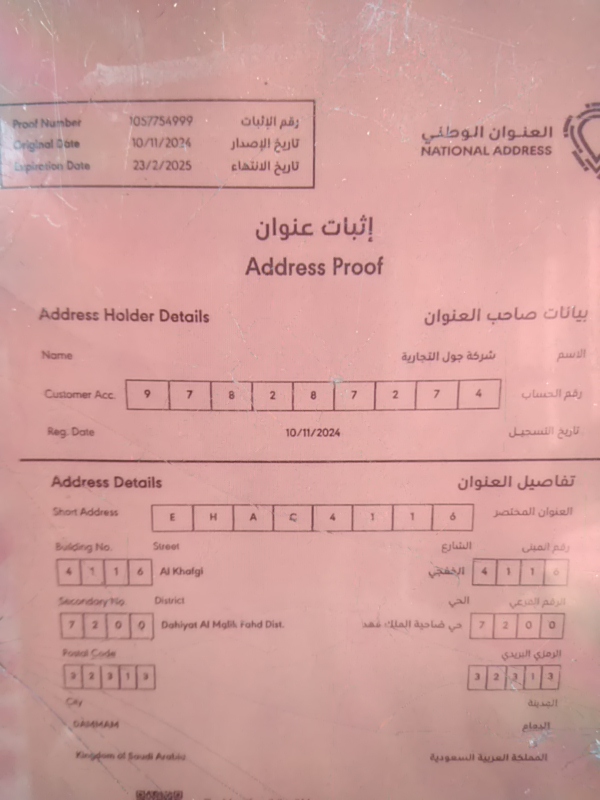 Proof Number 1057754999 رقم الإثبات
Original Date 10/11/2024 تاريخ الإصدار
Expiration Date 23/2/2025 تاريخ الانتهاء
العنوان الوطني
NATIONAL ADDRESS
إثبات عنوان
Address Proof
Address Holder Details بيانات صاحب العنوان
Name شركة جول التجارية الاسم
Customer Acc. 9 7 8 2 8 7 2 7 4 رقم الحساب
Reg. Date 10/11/2024 تاريخ التسجيل
Address Details تفاصيل العنوان
Short Address E H A C 4 1 1 6 العنوان المختصر
Building No. Street الشارع رقم المبنى
4 1 1 6 Al Khafgi الخفجي 4 1 1 6
Secondary No District الحي الرقم الفرعي
7 2 0 0 Dahiyat Al Malik Fahd Dist. حي ضاحية الملك فهد 7 2 0 0
Postal Code الرمزي البريدي
3 2 3 1 3 3 2 3 1 3
City المدينة
DAMMAM الدمام
Kingdom of Saudi Arabia المملكة العربية السعودية